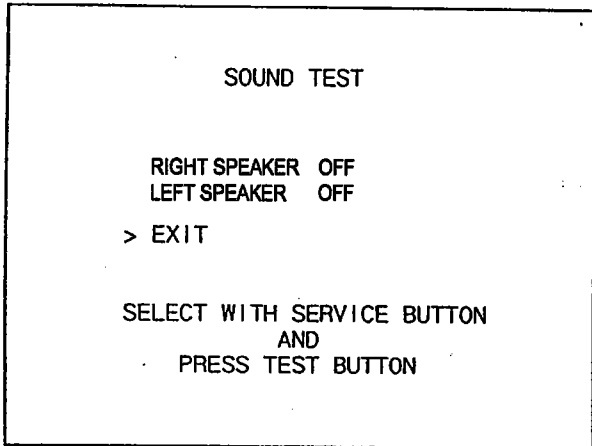 SOUND TEST
RIGHT SPEAKER OFF
LEFT SPEAKER OFF
> EXIT
SELECT WITH SERVICE BUTTON
AND
PRESS TEST BUTTON